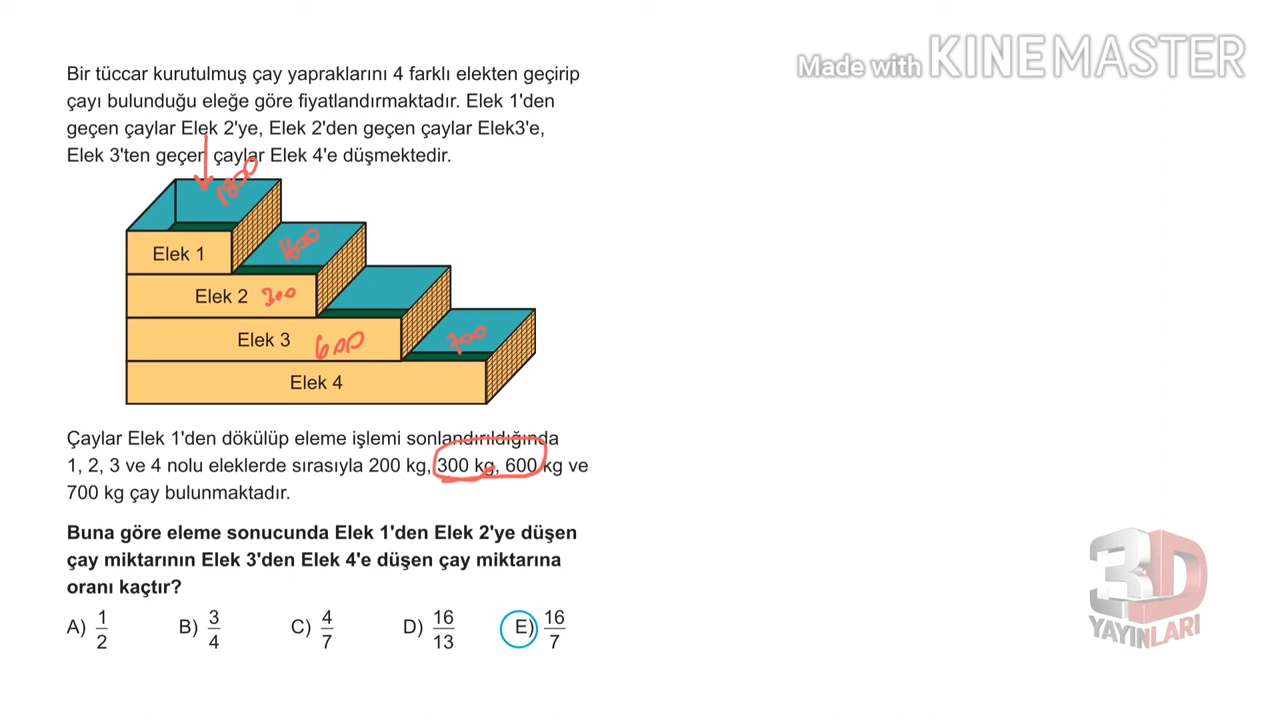 Made with KINEMASTER
Bir tüccar kurutulmuş çay yapraklarını 4 farklı elekten geçirip
çayı bulunduğu eleğe göre fiyatlandırmaktadır. Elek 1'den
geçen çaylar Elek 2'ye, Elek 2'den geçen çaylar Elek3'e,
Elek 3'ten geçen çaylar Elek 4'e düşmektedir.
1800
Elek 1
1600
Elek 2 300
Elek 3 600
700
Elek 4
Çaylar Elek 1'den dökülüp eleme işlemi sonlandırıldığında
1, 2, 3 ve 4 nolu eleklerde sırasıyla 200 kg, 300 kg, 600 kg ve
700 kg çay bulunmaktadır.
Buna göre eleme sonucunda Elek 1'den Elek 2'ye düşen
çay miktarının Elek 3'den Elek 4'e düşen çay miktarına
oranı kaçtır?
A) 1/2 B) 3/4 C) 4/7 D) 16/13 E) 16/7
3D
YAYINLARI